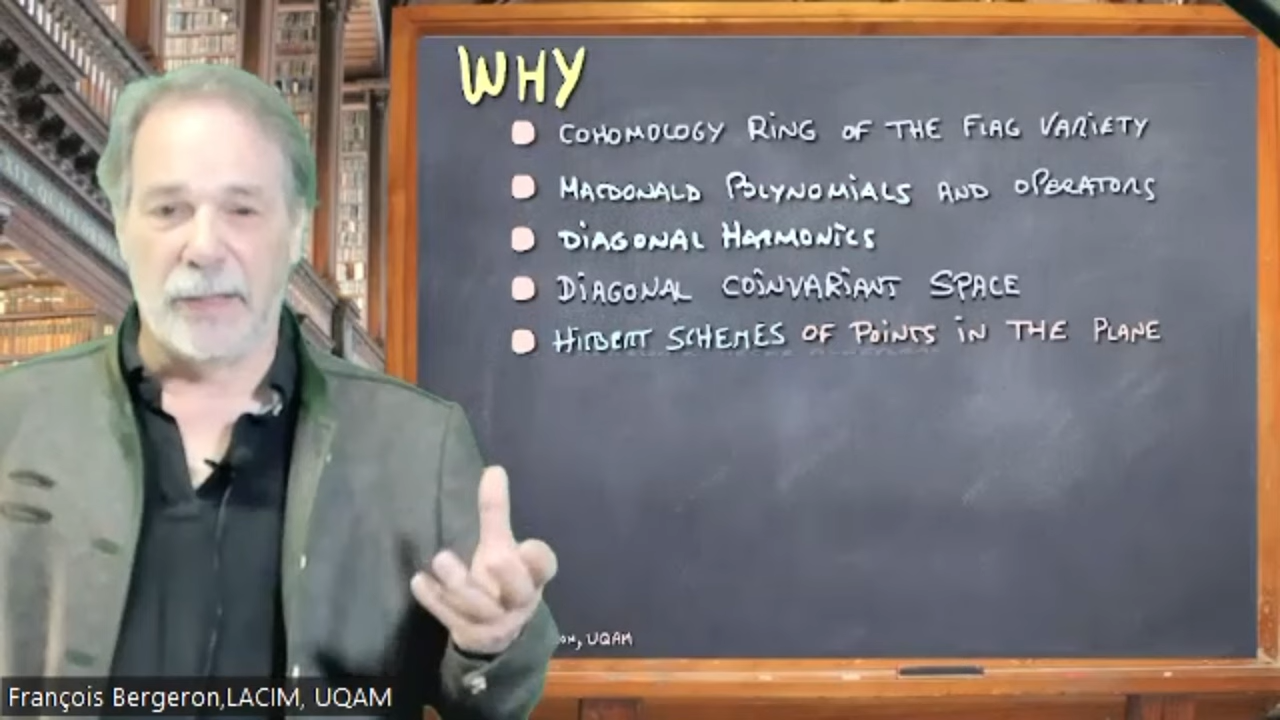 WHY
COHOMOLOGY RING OF THE FLAG VARIETY
MACDONALD POLYNOMIALS AND OPERATORS
DIAGONAL HARMONICS
DIAGONAL COINVARIANT SPACE
HILBERT SCHEMES OF POINTS IN THE PLANE
UQAM
François Bergeron,LACIM, UQAM